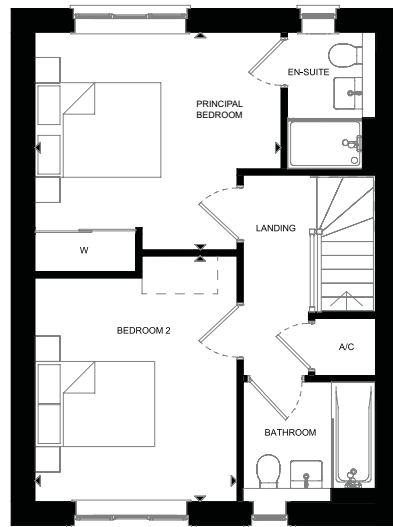 EN-SUITE
PRINCIPAL
BEDROOM
LANDING
W
BEDROOM 2
A/C
BATHROOM